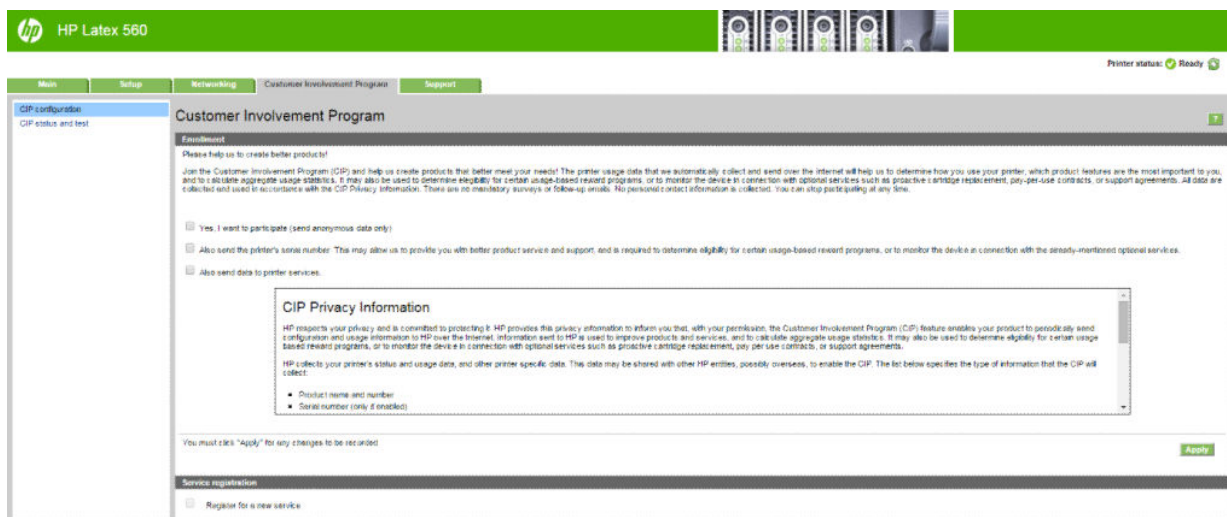 hp HP Latex 560
Printer status: Ready
Main Setup Networking Customer Involvement Program Support
CIP configuration
CIP status and test
Customer Involvement Program
?
Enrollment
Please help us to create better products!
Join the Customer Involvement Program (CIP) and help us create products that better meet your needs! The printer usage data that we automatically collect and send over the internet will help us to determine how you use your printer, which product features are the most important to you,
and to calculate aggregate usage statistics. It may also be used to determine eligibility for certain usage-based reward programs, or to monitor the device in connection with optional services such as proactive cartridge replacement, pay-per-use contracts, or support agreements. All data are
collected and used in accordance with the CIP Privacy Information. There are no mandatory surveys or follow-up emails. No personal contact information is collected. You can stop participating at any time.
Yes, I want to participate (send anonymous data only)
Also send the printer's serial number. This may allow us to provide you with better product service and support, and is required to determine eligibility for certain usage-based reward programs, or to monitor the device in connection with the already-mentioned optional services.
Also send data to printer services.
CIP Privacy Information
HP respects your privacy and is committed to protecting it. HP provides this privacy information to inform you that, with your permission, the Customer Involvement Program (CIP) feature enables your product to periodically send
configuration and usage information to HP over the Internet. Information sent to HP is used to improve products and services, and to calculate aggregate usage statistics. It may also be used to determine eligibility for certain usage
based reward programs, or to monitor the device in connection with optional services such as proactive cartridge replacement, pay per use contracts, or support agreements.
HP collects your printer's status and usage data, and other printer specific data. This data may be shared with other HP entities, possibly overseas, to enable the CIP. The list below specifies the type of information that the CIP will
collect:
Product name and number
Serial number (only if enabled)
You must click "Apply" for any changes to be recorded
Apply
Service registration
Register for a new service